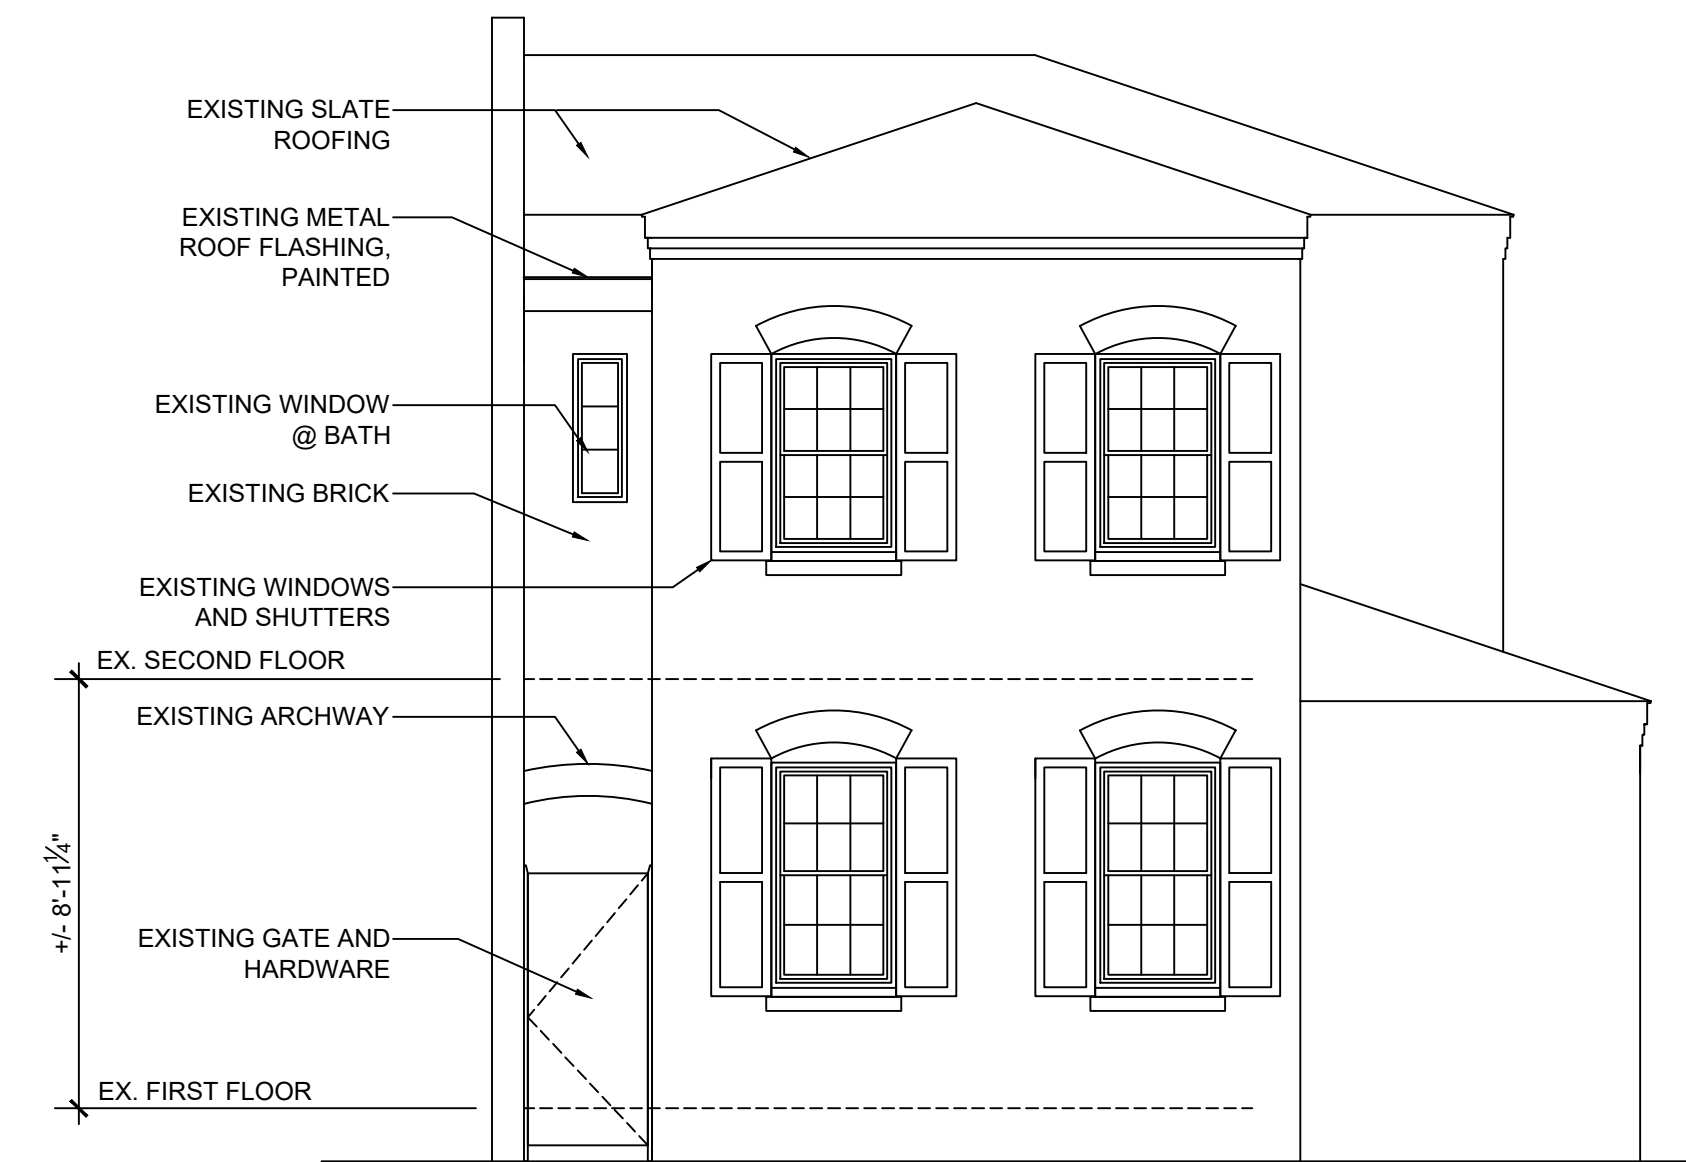 EXISTING SLATE
ROOFING
EXISTING METAL
ROOF FLASHING,
PAINTED
EXISTING WINDOW
@ BATH
EXISTING BRICK
EXISTING WINDOWS
AND SHUTTERS
EX. SECOND FLOOR
EXISTING ARCHWAY
+/- 8'-11¼"
EXISTING GATE AND
HARDWARE
EX. FIRST FLOOR